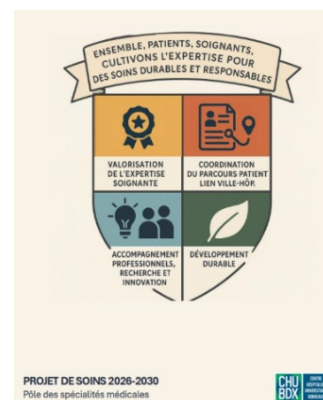 ENSEMBLE, PATIENTS, SOIGNANTS,
CULTIVONS L'EXPERTISE POUR
DES SOINS DURABLES ET RESPONSABLES
VALORISATION
DE L'EXPERTISE
SOIGNANTE
COORDINATION
DU PARCOURS PATIENT
LIEN VILLE-HÔP.
ACCOMPAGNEMENT
PROFESSIONNELS,
RECHERCHE ET
INNOVATION
DÉVELOPPEMENT
DURABLE
PROJET DE SOINS 2026-2030
Pôle des spécialités médicales
CHU
BDX